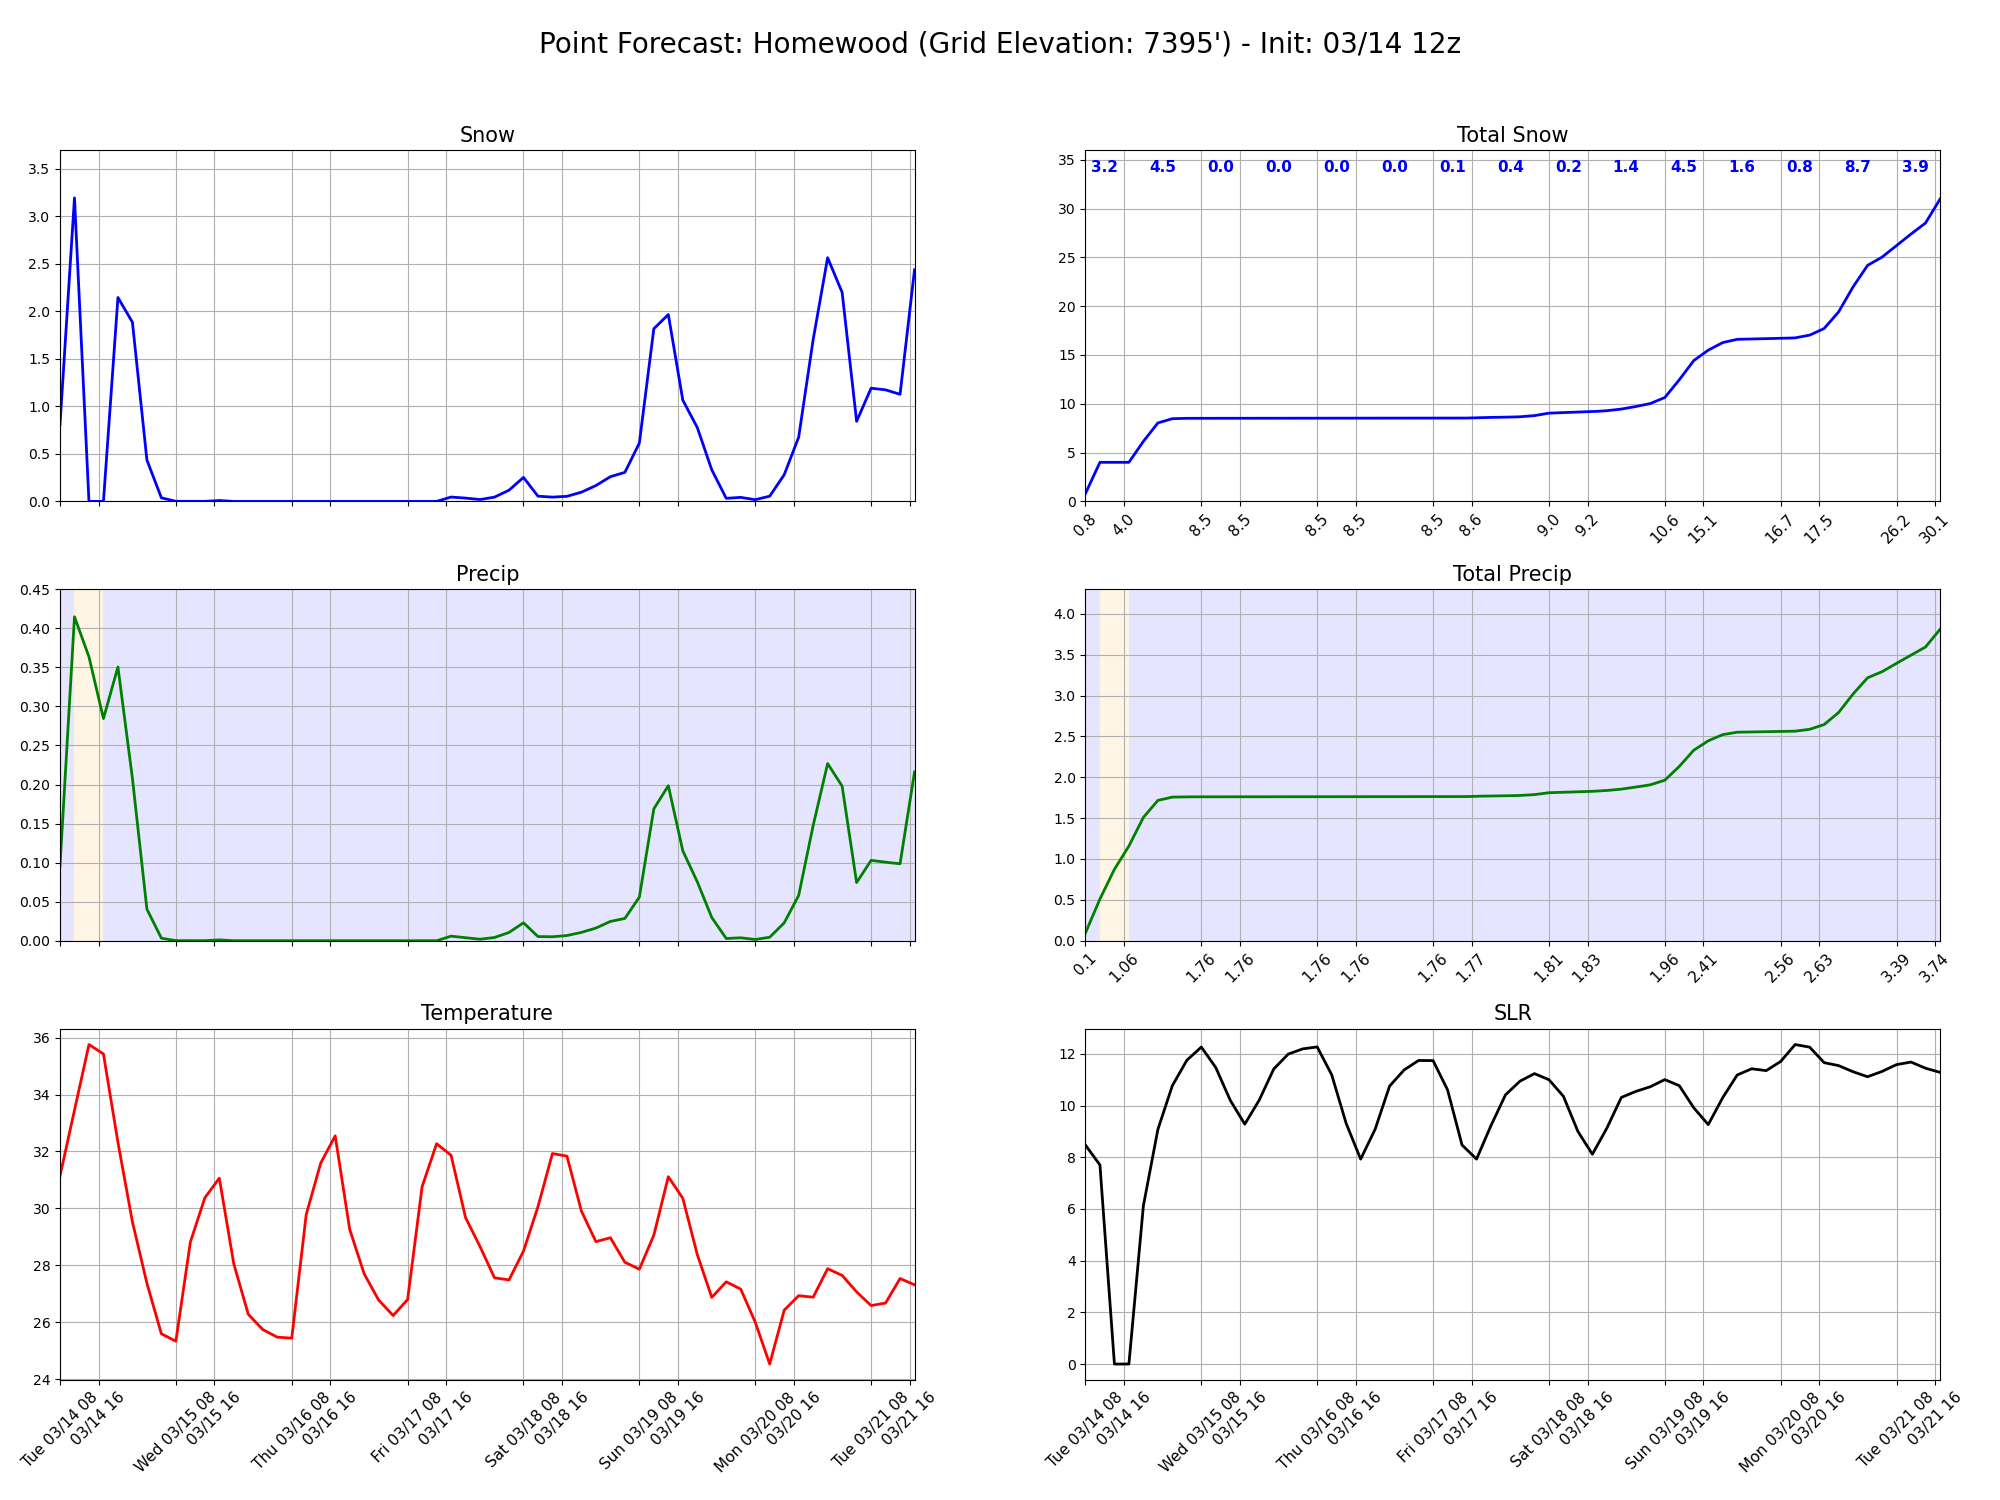 Point Forecast: Homewood (Grid Elevation: 7395') - Init: 03/14 12z
Snow
3.5
3.0
2.5
2.0
1.5
1.0
0.5
0.0
Total Snow
3.2 4.5 0.0 0.0 0.0 0.0 0.1 0.4 0.2 1.4 4.5 1.6 0.8 8.7 3.9
35
30
25
20
15
10
5
0
0.8 4.0 8.5 8.5 8.5 8.5 8.5 8.6 9.0 9.2 10.6 15.1 16.7 17.5 26.2 30.1
Precip
0.45
0.40
0.35
0.30
0.25
0.20
0.15
0.10
0.05
0.00
Total Precip
4.0
3.5
3.0
2.5
2.0
1.5
1.0
0.5
0.0
0.1 1.06 1.76 1.76 1.76 1.76 1.76 1.77 1.81 1.83 1.96 2.41 2.56 2.63 3.39 3.74
Temperature
36
34
32
30
28
26
24
Tue 03/14 08
03/14 16
Wed 03/15 08
03/15 16
Thu 03/16 08
03/16 16
Fri 03/17 08
03/17 16
Sat 03/18 08
03/18 16
Sun 03/19 08
03/19 16
Mon 03/20 08
03/20 16
Tue 03/21 08
03/21 16
SLR
12
10
8
6
4
2
0
Tue 03/14 08
03/14 16
Wed 03/15 08
03/15 16
Thu 03/16 08
03/16 16
Fri 03/17 08
03/17 16
Sat 03/18 08
03/18 16
Sun 03/19 08
03/19 16
Mon 03/20 08
03/20 16
Tue 03/21 08
03/21 16